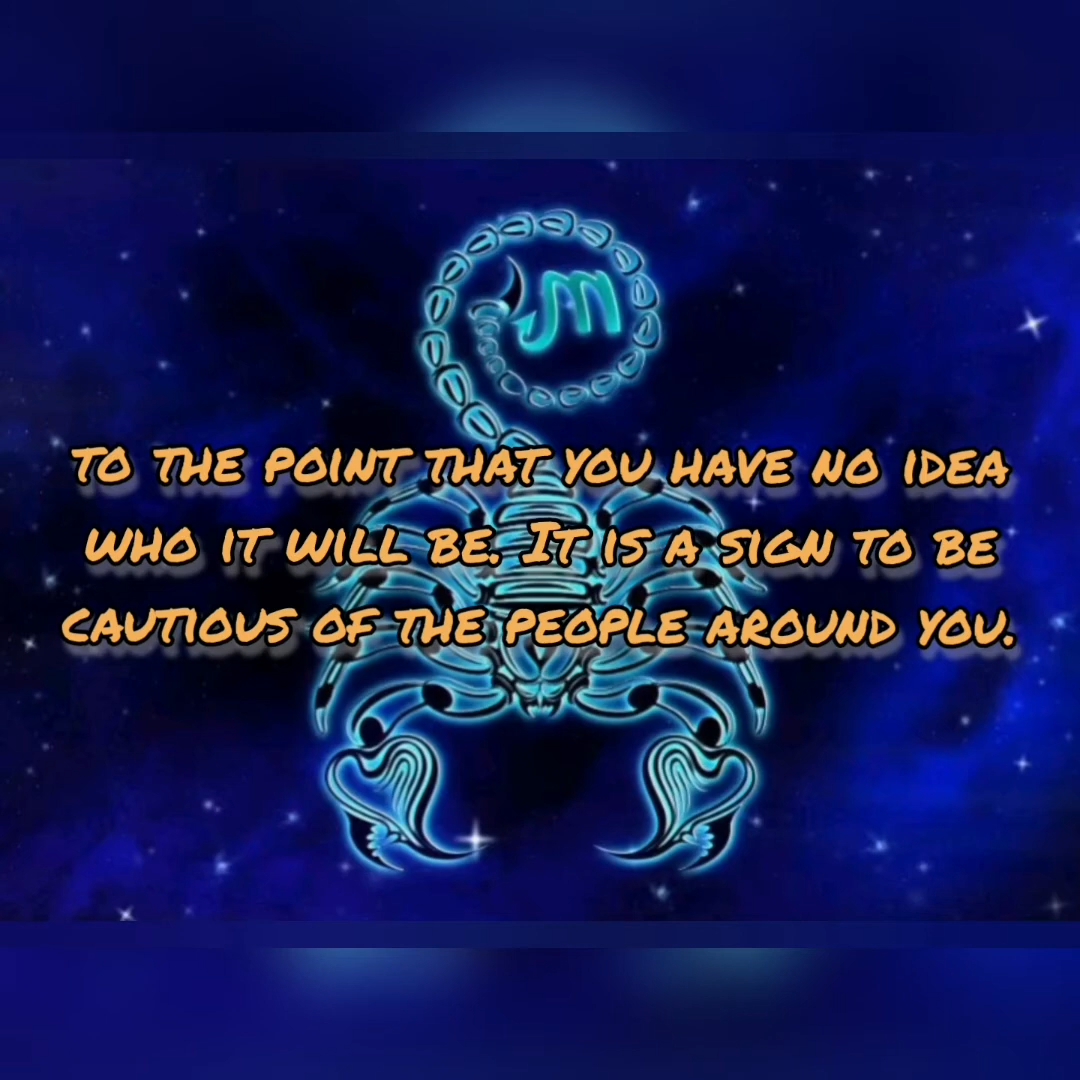 TO THE POINT THAT YOU HAVE NO IDEA
WHO IT WILL BE. IT IS A SIGN TO BE
CAUTIOUS OF THE PEOPLE AROUND YOU.